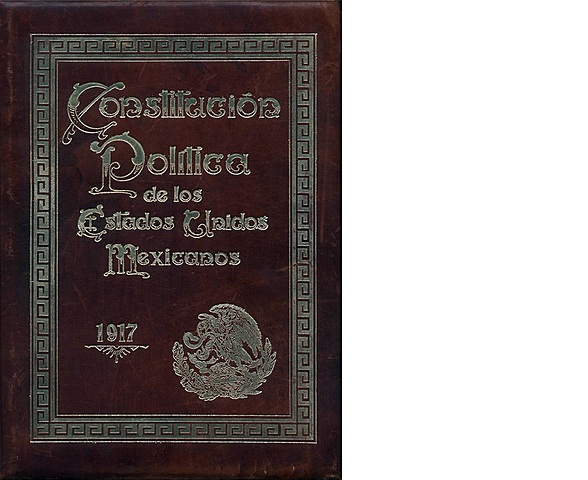 Constitución
Política
de los
Estados Unidos
Mexicanos
1917